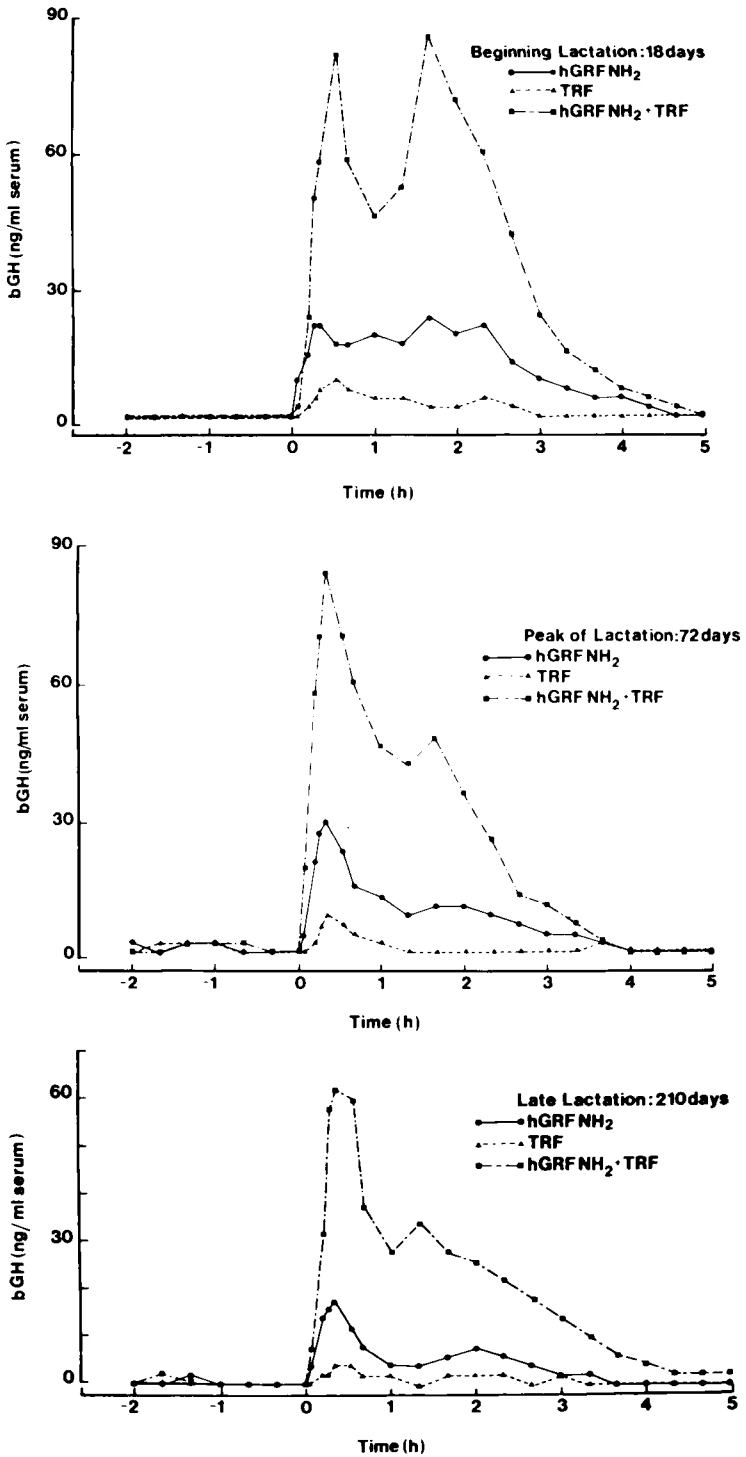 90
60
30
0
bGH (ng/ml serum)
Beginning Lactation: 18 days
hGRF NH2
TRF
hGRF NH2 + TRF
-2 -1 0 1 2 3 4 5
Time (h)
90
60
30
0
bGH (ng/ml serum)
Peak of Lactation: 72 days
hGRF NH2
TRF
hGRF NH2 · TRF
-2 -1 0 1 2 3 4 5
Time (h)
60
30
0
bGH (ng/ml serum)
Late Lactation: 210 days
hGRF NH2
TRF
hGRF NH2 + TRF
-2 -1 0 1 2 3 4 5
Time (h)